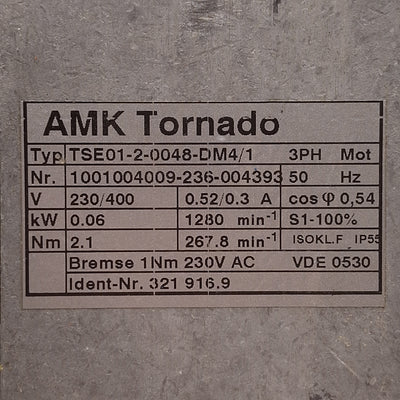 AMK Tornado
Typ TSE01-2-0048-DM4/1 3PH Mot
Nr. 1001004009-236-004393 50 Hz
V 230/400 0.52/0.3 A cos φ 0,54
kW 0.06 1280 min-1 S1-100%
Nm 2.1 267.8 min-1 ISOKL.F IP55
Bremse 1Nm 230V AC VDE 0530
Ident-Nr. 321 916.9